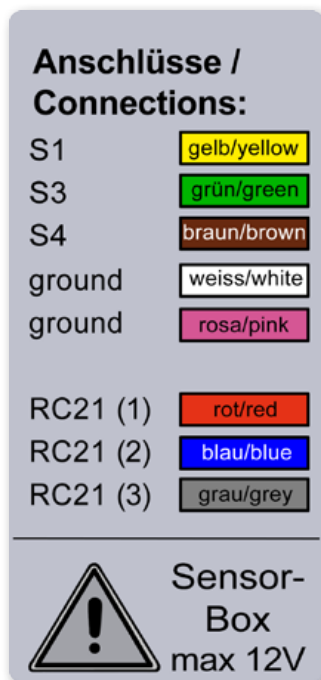 Anschlüsse /
Connections:
S1 gelb/yellow
S3 grün/green
S4 braun/brown
ground weiss/white
ground rosa/pink
RC21 (1) rot/red
RC21 (2) blau/blue
RC21 (3) grau/grey
Sensor-
Box
max 12V